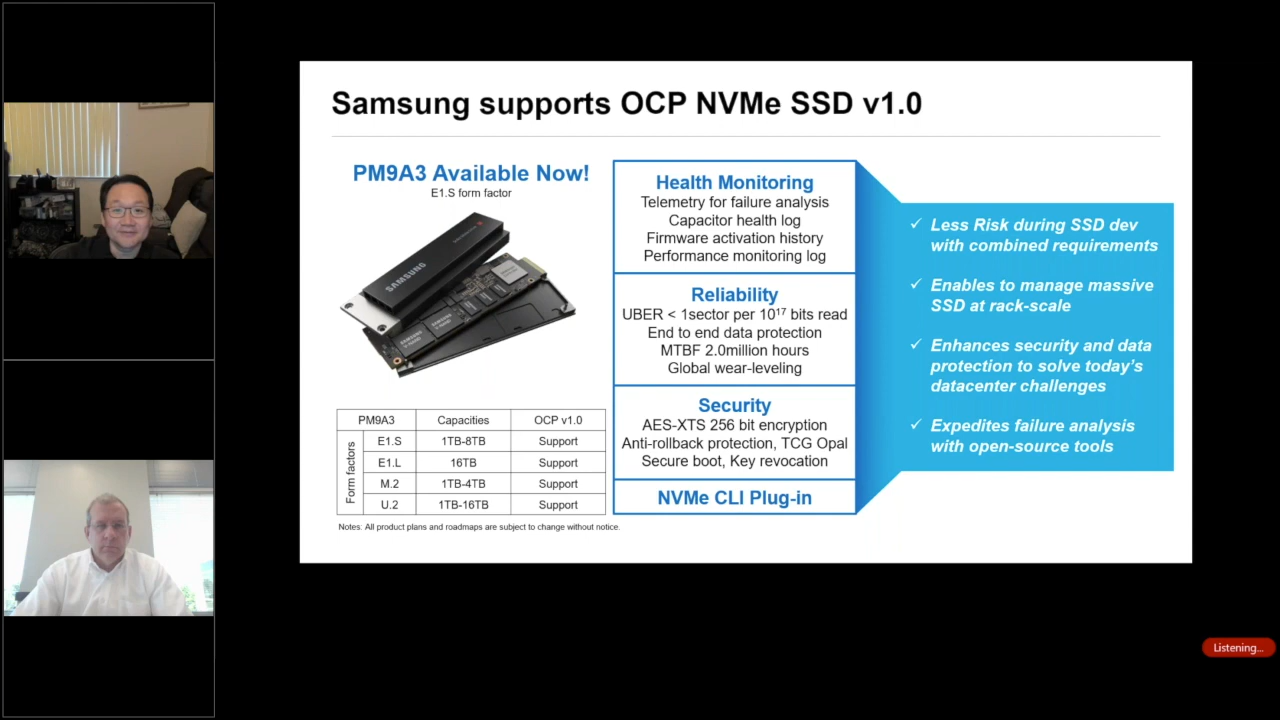 Samsung supports OCP NVMe SSD v1.0
PM9A3 Available Now!
E1.S form factor
SAMSUNG
PM9A3 Capacities OCP v1.0
Form factors
E1.S 1TB-8TB Support
E1.L 16TB Support
M.2 1TB-4TB Support
U.2 1TB-16TB Support
Notes: All product plans and roadmaps are subject to change without notice.
Health Monitoring
Telemetry for failure analysis
Capacitor health log
Firmware activation history
Performance monitoring log
Reliability
UBER < 1sector per 10¹⁷ bits read
End to end data protection
MTBF 2.0million hours
Global wear-leveling
Security
AES-XTS 256 bit encryption
Anti-rollback protection, TCG Opal
Secure boot, Key revocation
NVMe CLI Plug-in
✓ Less Risk during SSD dev
with combined requirements
✓ Enables to manage massive
SSD at rack-scale
✓ Enhances security and data
protection to solve today's
datacenter challenges
✓ Expedites failure analysis
with open-source tools
Listening...